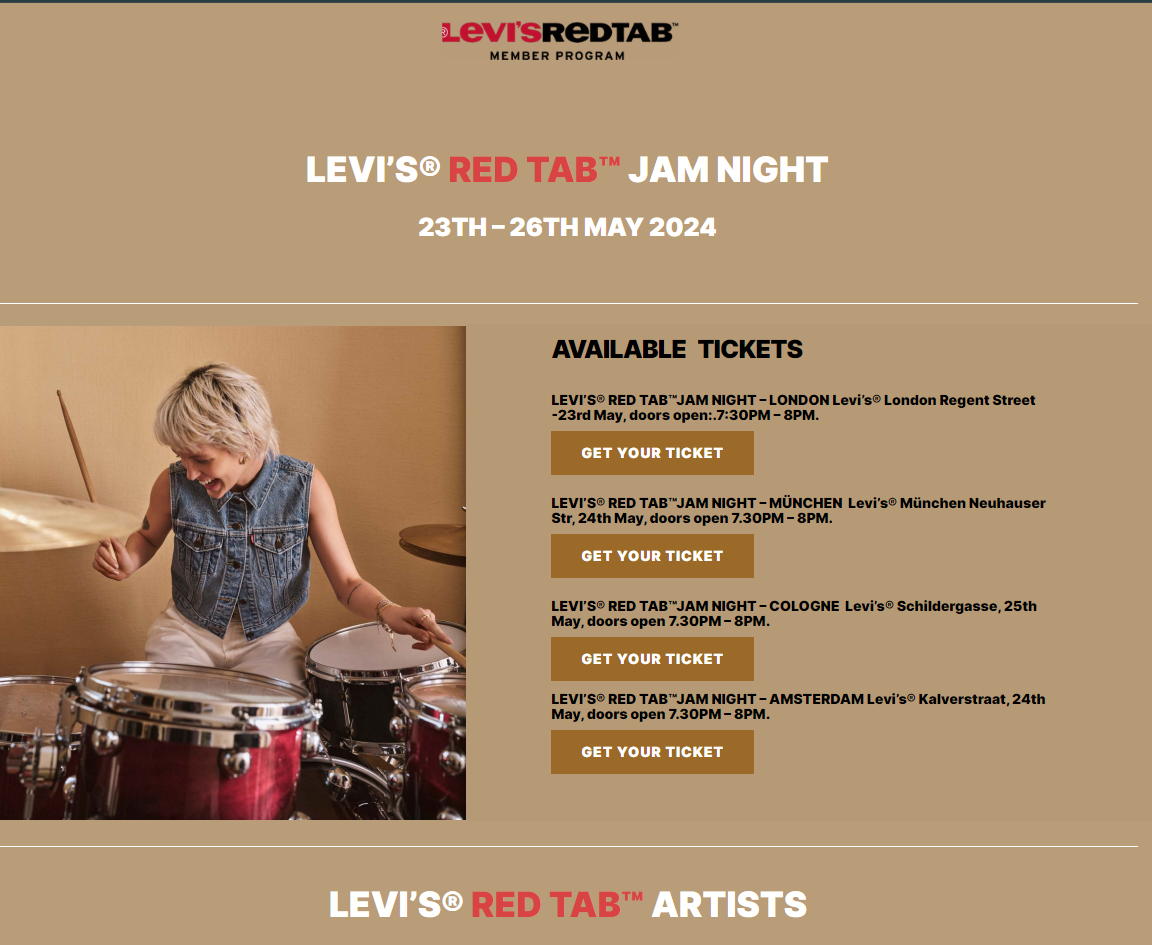 ® LEVI'S REDTAB™
MEMBER PROGRAM
LEVI'S® RED TAB™ JAM NIGHT
23TH – 26TH MAY 2024
AVAILABLE TICKETS
LEVI'S® RED TAB™JAM NIGHT – LONDON Levi's® London Regent Street
-23rd May, doors open:.7:30PM – 8PM.
GET YOUR TICKET
LEVI'S® RED TAB™JAM NIGHT – MÜNCHEN Levi's® München Neuhauser
Str, 24th May, doors open 7.30PM – 8PM.
GET YOUR TICKET
LEVI'S® RED TAB™JAM NIGHT – COLOGNE Levi's® Schildergasse, 25th
May, doors open 7.30PM – 8PM.
GET YOUR TICKET
LEVI'S® RED TAB™JAM NIGHT – AMSTERDAM Levi's® Kalverstraat, 24th
May, doors open 7.30PM – 8PM.
GET YOUR TICKET
LEVI'S® RED TAB™ ARTISTS